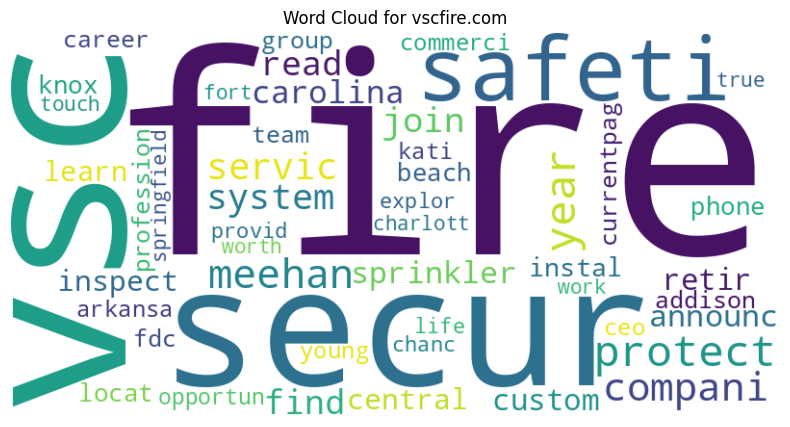 Word Cloud for vscfire.com
career
group
commerci
safeti
read
knox
fort
carolina
true
touch
vsc
fire
join
team
profession
springfield
kati
currentpag
learn
servic
beach
year
system
explor
phone
provid
charlott
worth
meehan
sprinkler
instal
inspect
retir
work
secur
addison
arkansa
announc
life
ceo
fdc
chanc
young
protect
compani
locat
opportun
find
central
custom